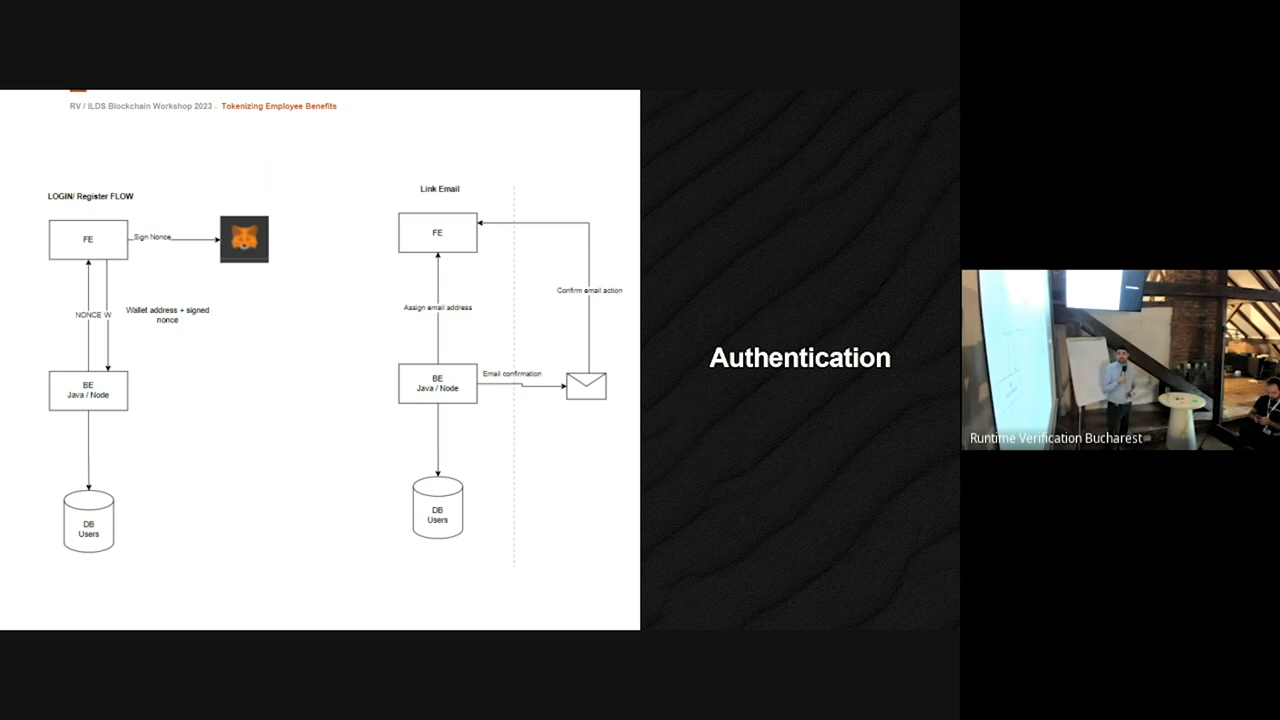 RV / ILDS Blockchain Workshop 2023 - Tokenizing Employee Benefits
LOGIN/ Register FLOW
FE
Sign Nonce
NONCE W
Wallet address + signed
nonce
BE
Java / Node
DB
Users
Link Email
FE
Assign email address
Confirm email action
BE
Java / Node
Email confirmation
DB
Users
Authentication
Runtime Verification Bucharest